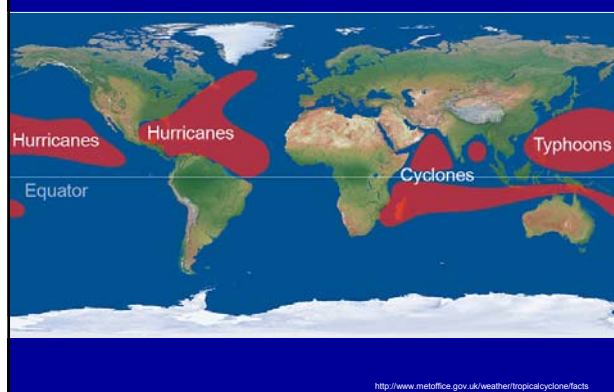 Hurricanes
Hurricanes
Typhoons
Cyclones
Equator
http://www.metoffice.gov.uk/weather/tropicalcyclone/facts